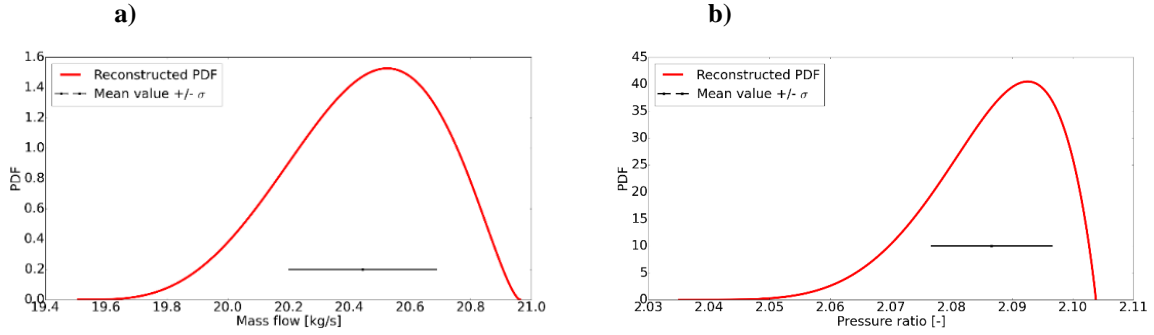 a)
1.6
1.4
1.2
1.0
0.8
0.6
0.4
0.2
0.0
PDF
Reconstructed PDF
Mean value +/- σ
19.4 19.6 19.8 20.0 20.2 20.4 20.6 20.8 21.0
Mass flow [kg/s]
b)
45
40
35
30
25
20
15
10
5
0
PDF
Reconstructed PDF
Mean value +/- σ
2.03 2.04 2.05 2.06 2.07 2.08 2.09 2.10 2.11
Pressure ratio [-]